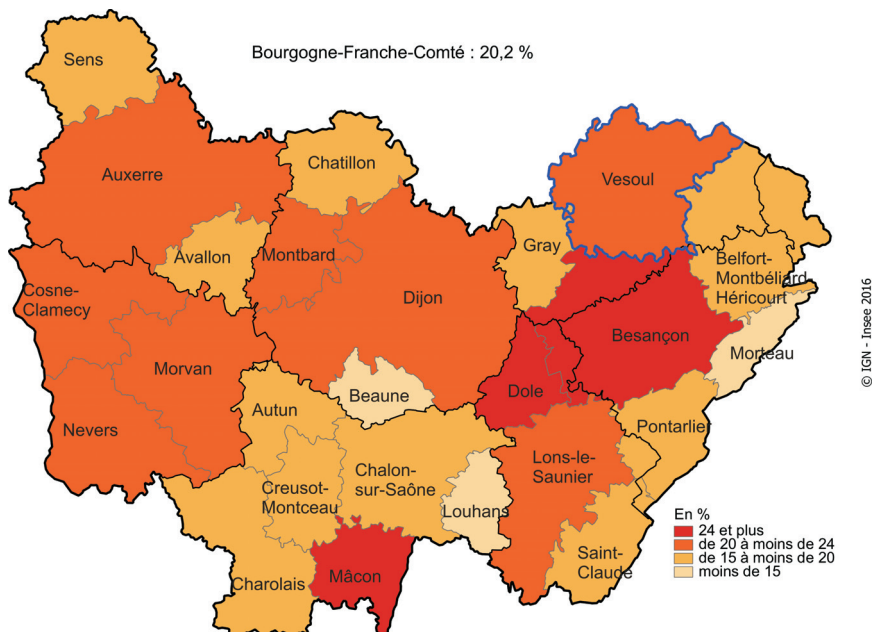 Bourgogne-Franche-Comté : 20,2 %
Sens
Auxerre
Chatillon
Vesoul
Avallon
Montbard
Gray
Belfort-
Montbéliard-
Héricourt
Cosne-
Clamecy
Dijon
Besançon
Morteau
Morvan
Beaune
Dole
Autun
Nevers
Pontarlier
Lons-le-
Saunier
Chalon-
sur-Saône
Creusot-
Montceau
Louhans
Saint-
Claude
Charolais
Mâcon
En %
24 et plus
de 20 à moins de 24
de 15 à moins de 20
moins de 15
© IGN - Insee 2016